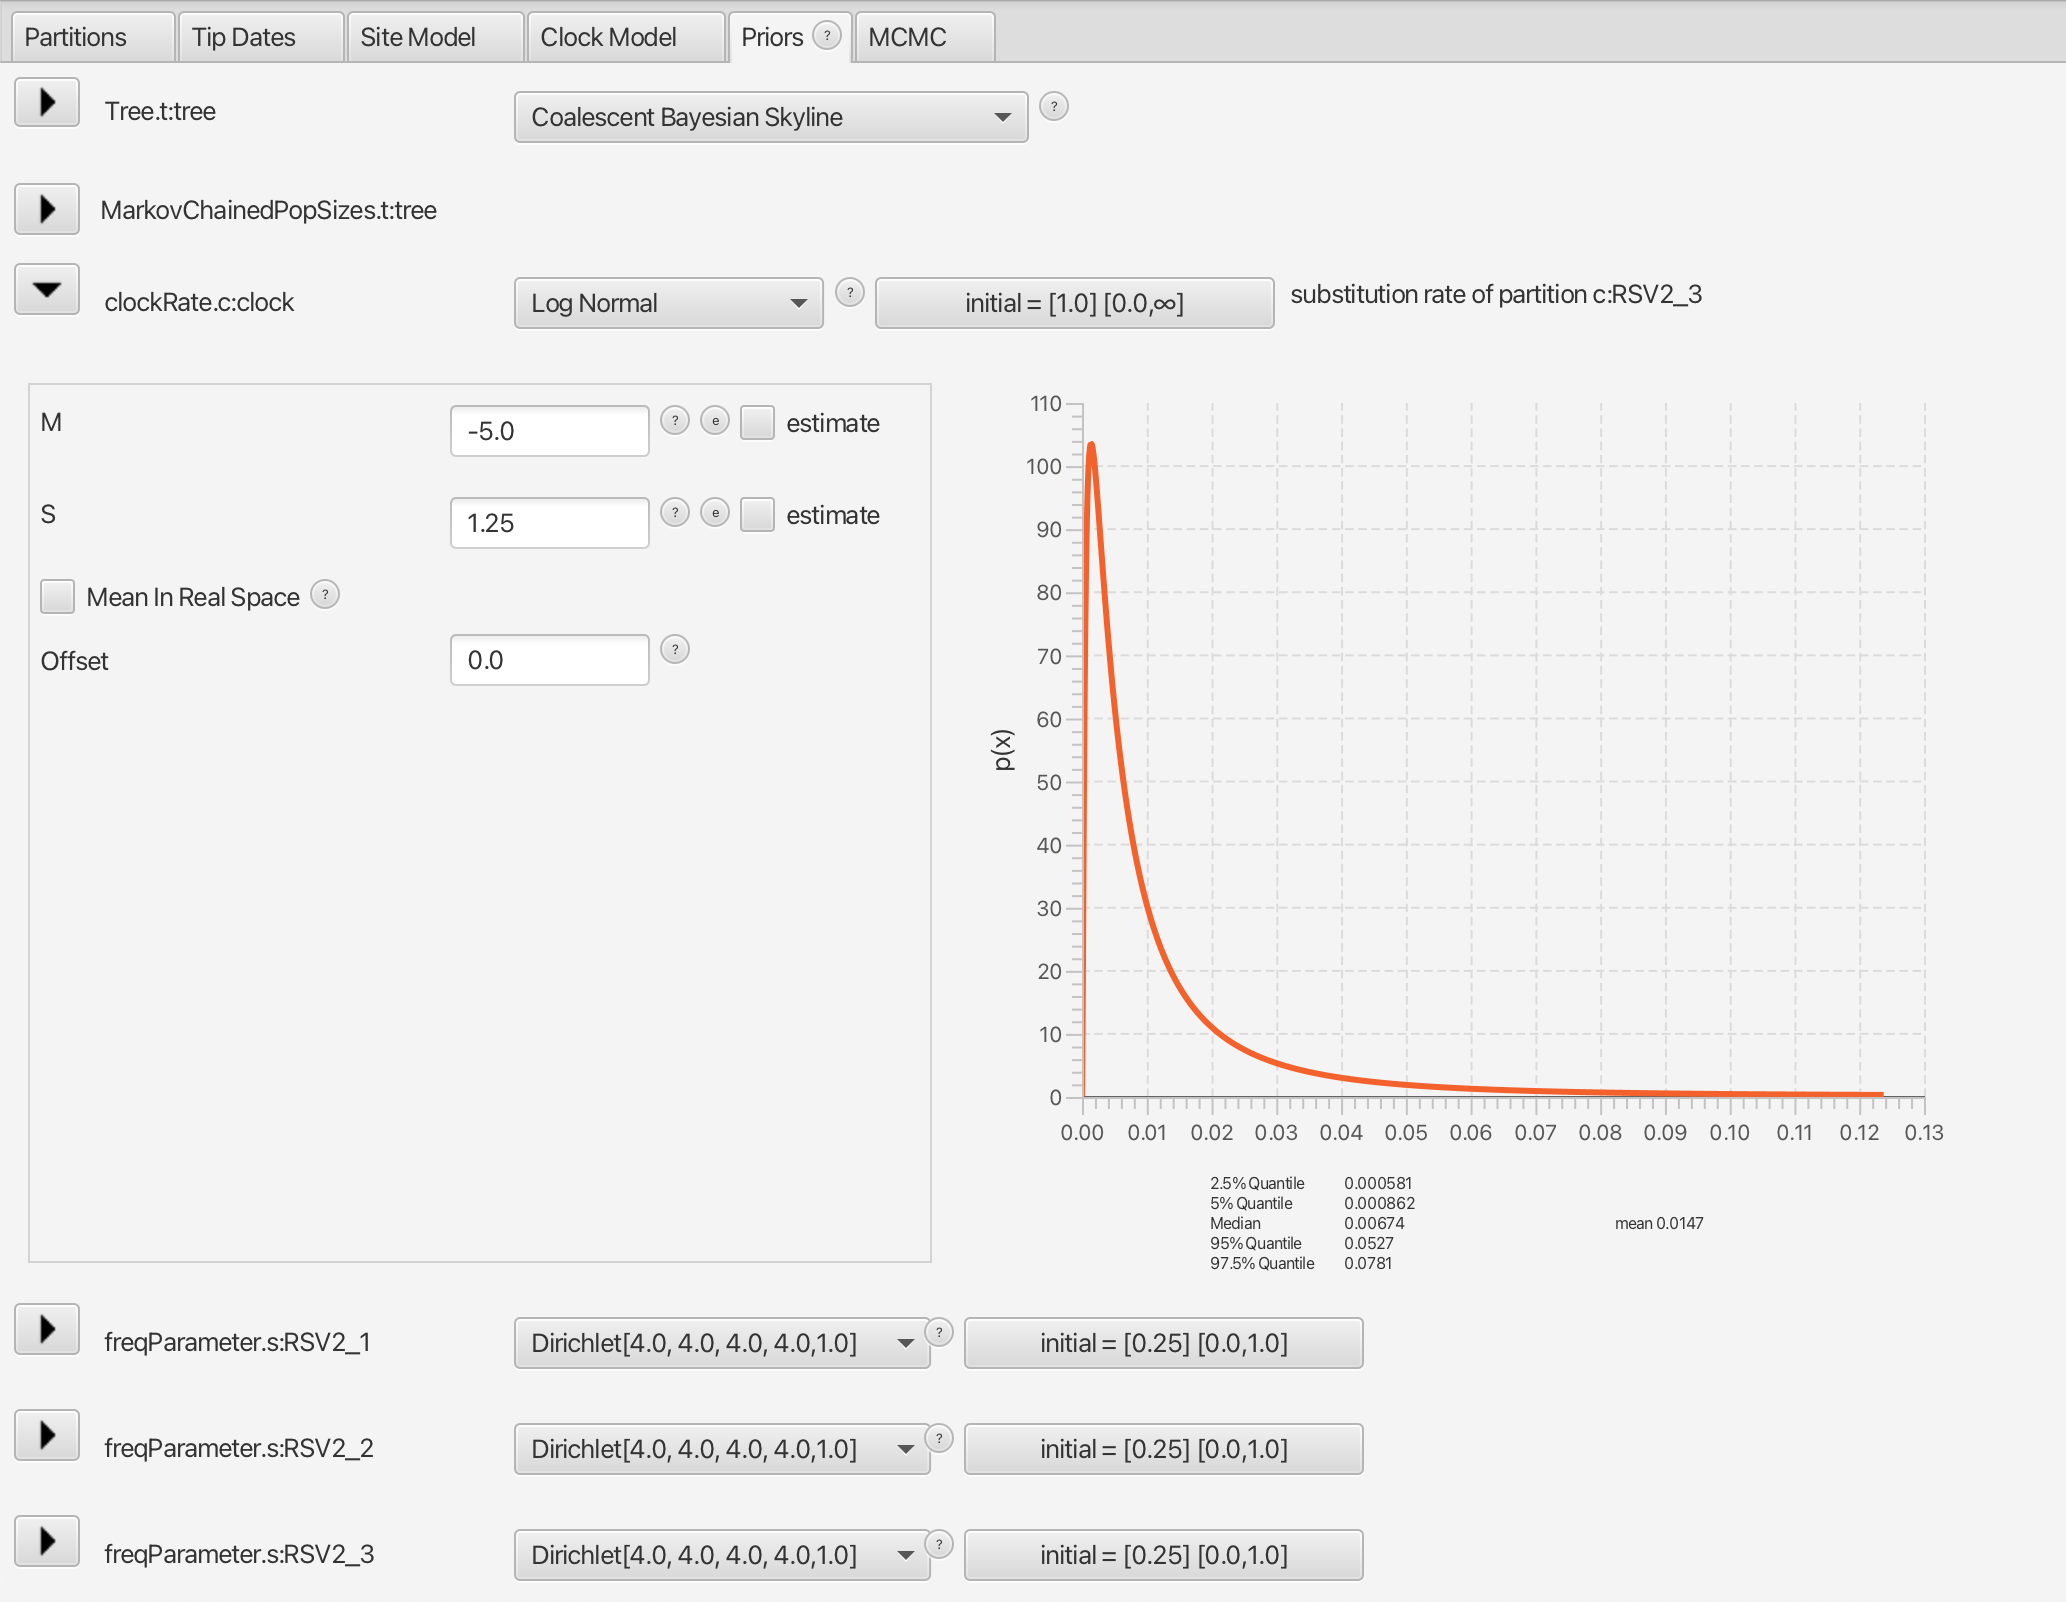 Partitions Tip Dates Site Model Clock Model Priors ? MCMC
Tree.t:tree Coalescent Bayesian Skyline ?
MarkovChainedPopSizes.t:tree
clockRate.c:clock Log Normal ? initial = [1.0] [0.0,∞] substitution rate of partition c:RSV2_3
M -5.0 ? e estimate
S 1.25 ? e estimate
Mean In Real Space ?
Offset 0.0 ?
110
100
90
80
70
60
50
40
30
20
10
0
p(x)
0.00 0.01 0.02 0.03 0.04 0.05 0.06 0.07 0.08 0.09 0.10 0.11 0.12 0.13
2.5% Quantile 0.000581
5% Quantile 0.000862
Median 0.00674 mean 0.0147
95% Quantile 0.0527
97.5% Quantile 0.0781
freqParameter.s:RSV2_1 Dirichlet[4.0, 4.0, 4.0, 4.0,1.0] ? initial = [0.25] [0.0,1.0]
freqParameter.s:RSV2_2 Dirichlet[4.0, 4.0, 4.0, 4.0,1.0] ? initial = [0.25] [0.0,1.0]
freqParameter.s:RSV2_3 Dirichlet[4.0, 4.0, 4.0, 4.0,1.0] ? initial = [0.25] [0.0,1.0]